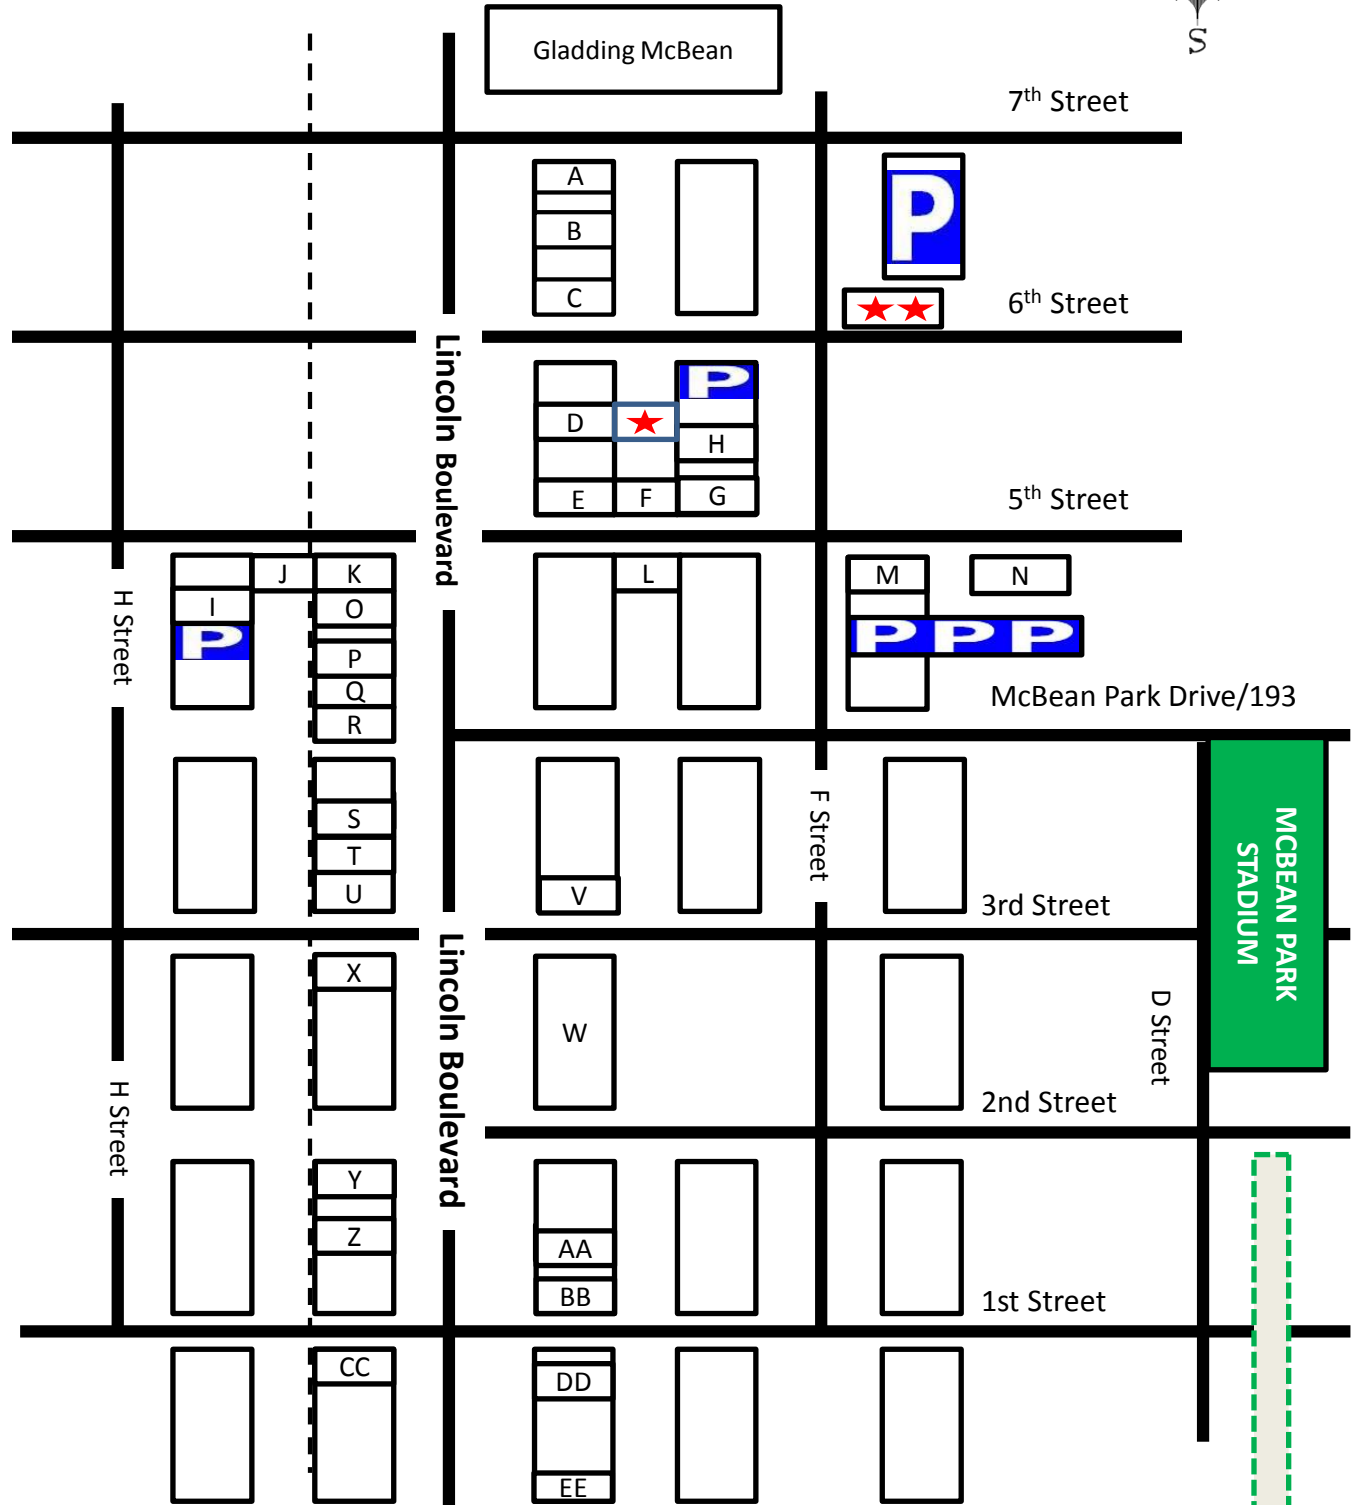 S
Gladding McBean
7th Street
A
P
B
C
★★
6th Street
Lincoln Boulevard
P
D
★
H
E
F
G
5th Street
J
K
L
M
N
H Street
I
O
P
P
P P P
Q
R
McBean Park Drive/193
F Street
MCBEAN PARK
STADIUM
S
T
U
V
3rd Street
Lincoln Boulevard
X
W
D Street
H Street
2nd Street
Y
Z
AA
BB
1st Street
CC
DD
EE